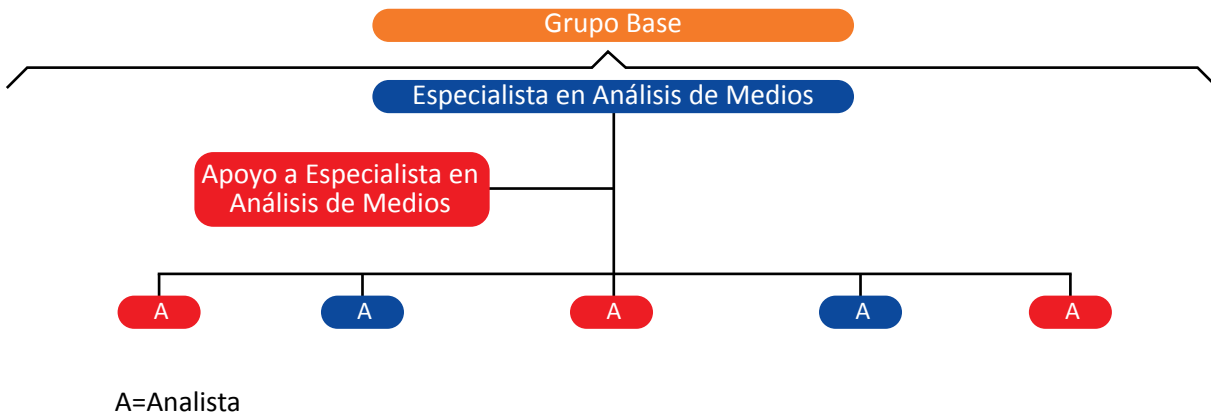 Grupo Base
Especialista en Análisis de Medios
Apoyo a Especialista en
Análisis de Medios
A
A
A
A
A
A=Analista